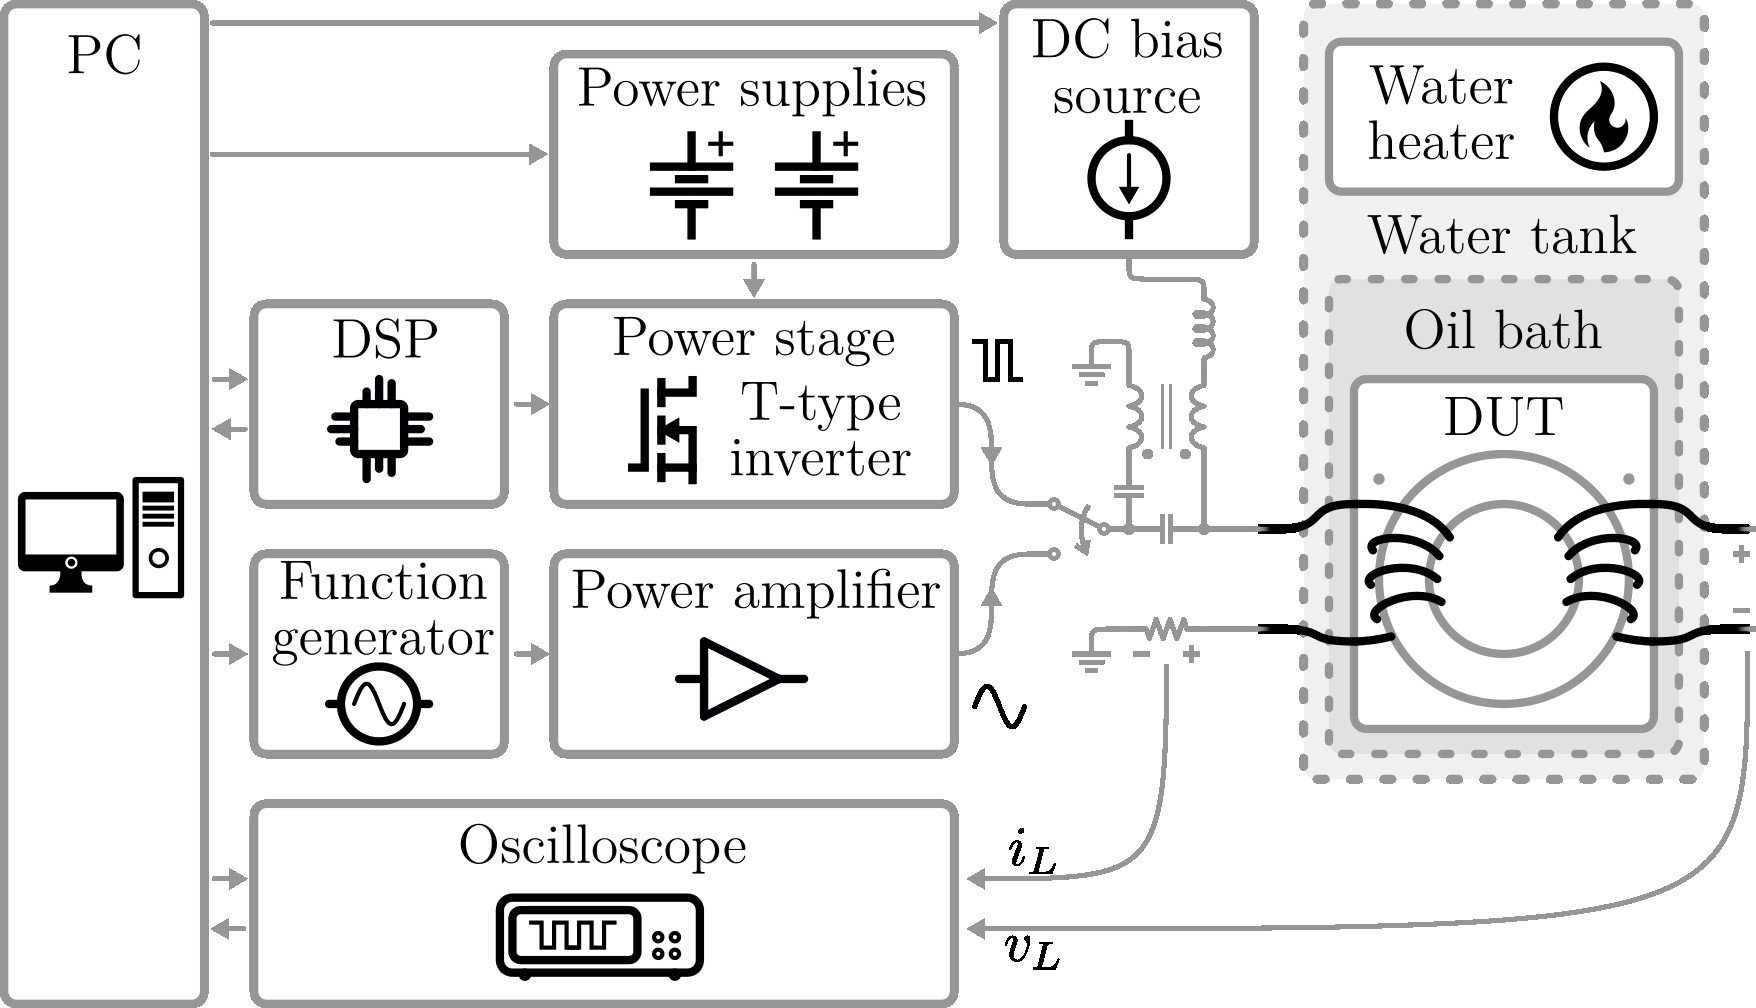 PC
DC bias
source
Power supplies
+ +
Water
heater
Water tank
DSP
Power stage
T-type
inverter
Oil bath
DUT
Function
generator
Power amplifier
+
−
− +
Oscilloscope
i_L
v_L